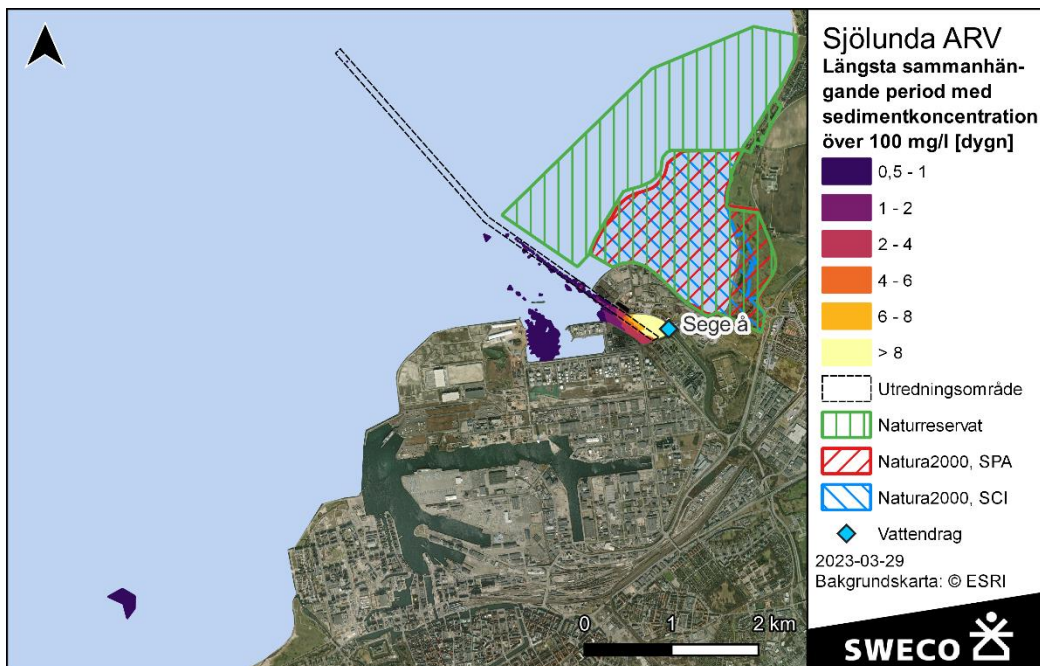 Sjölunda ARV
Längsta sammanhän-
gande period med
sedimentkoncentration
över 100 mg/l [dygn]
0,5 - 1
1 - 2
2 - 4
4 - 6
6 - 8
> 8
Utredningsområde
Naturreservat
Natura2000, SPA
Natura2000, SCI
Vattendrag
2023-03-29
Bakgrundskarta: © ESRI
SWECO
Sege å
0 1 2 km